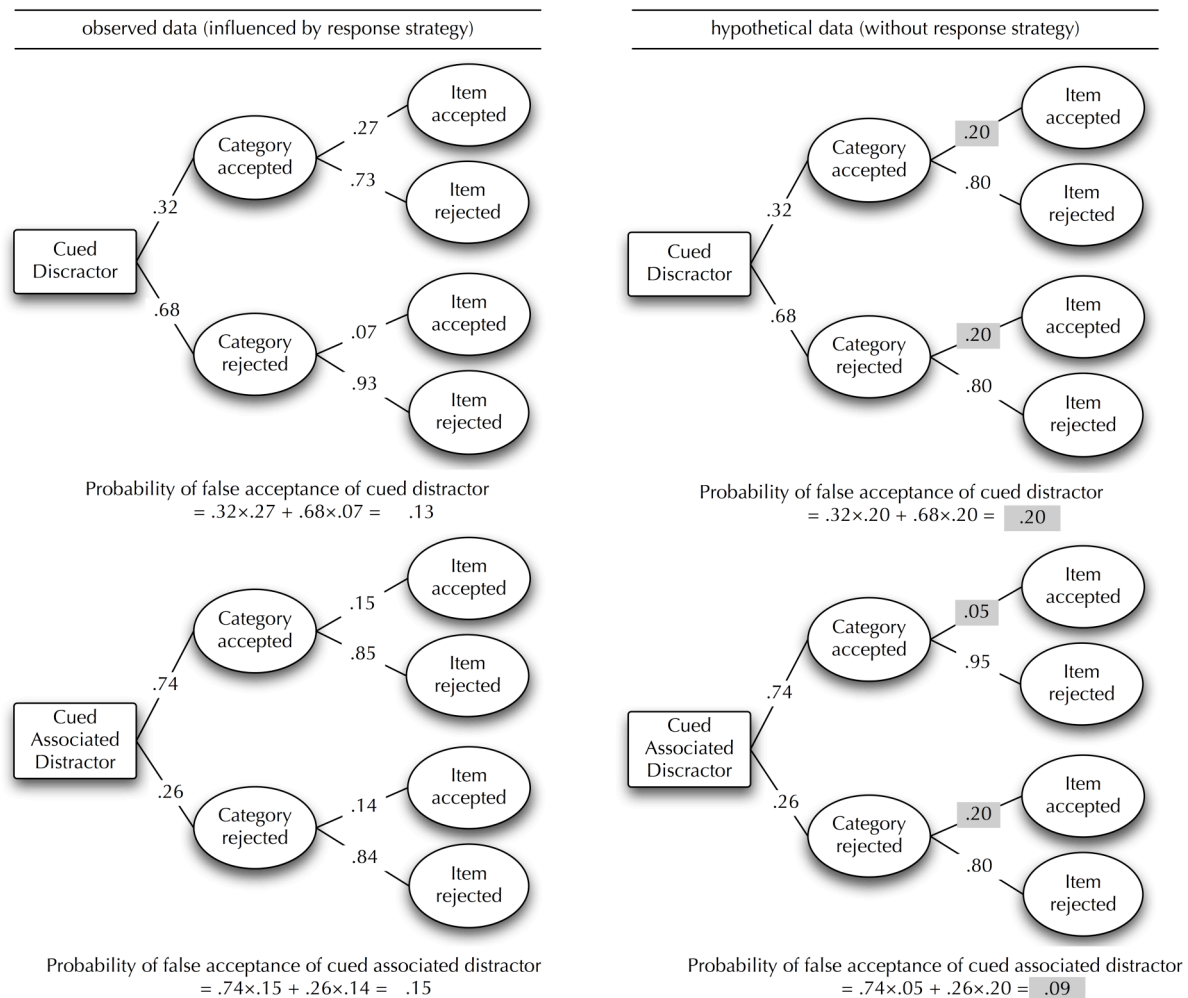 observed data (influenced by response strategy)
Item
accepted
.27
Category
accepted
.73
Item
rejected
.32
Cued
Discractor
.68
Item
accepted
.07
Category
rejected
.93
Item
rejected
Probability of false acceptance of cued distractor
= .32×.27 + .68×.07 = .13
Item
accepted
.15
Category
accepted
.85
Item
rejected
.74
Cued
Associated
Distractor
.26
Item
accepted
.14
Category
rejected
.84
Item
rejected
Probability of false acceptance of cued associated distractor
= .74×.15 + .26×.14 = .15
hypothetical data (without response strategy)
Item
accepted
.20
Category
accepted
.80
Item
rejected
.32
Cued
Discractor
.68
Item
accepted
.20
Category
rejected
.80
Item
rejected
Probability of false acceptance of cued distractor
= .32×.20 + .68×.20 = .20
Item
accepted
.05
Category
accepted
.95
Item
rejected
.74
Cued
Associated
Discractor
.26
Item
accepted
.20
Category
rejected
.80
Item
rejected
Probability of false acceptance of cued associated distractor
= .74×.05 + .26×.20 = .09